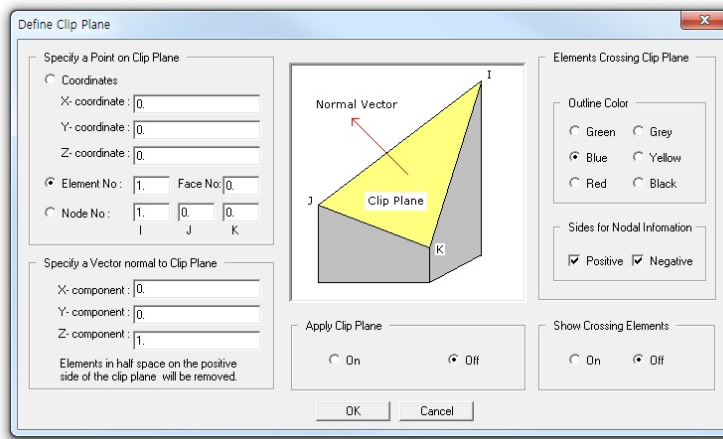 Define Clip Plane
Specify a Point on Clip Plane
Coordinates
X- coordinate : 0.
Y- coordinate : 0.
Z- coordinate : 0.
Element No : 1. Face No: 0.
Node No : 1. 0. 0.
I J K
Specify a Vector normal to Clip Plane
X- component : 0.
Y- component : 0.
Z- component : 1.
Elements in half space on the positive
side of the clip plane will be removed.
I
Normal Vector
J
Clip Plane
K
Apply Clip Plane
On Off
Elements Crossing Clip Plane
Outline Color
Green Grey
Blue Yellow
Red Black
Sides for Nodal Infomation
Positive Negative
Show Crossing Elements
On Off
OK Cancel